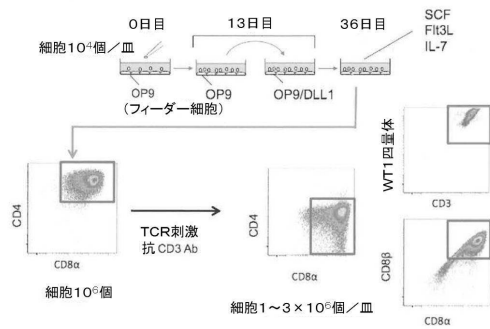 0日目
13日目
36日目
SCF
Flt3L
IL-7
細胞10⁴個／皿
OP9
(フィーダー細胞)
OP9
OP9/DLL1
CD4
CD8α
細胞10⁶個
TCR刺激
抗 CD3 Ab
CD4
CD8α
細胞1～3×10⁶個／皿
WT1四量体
CD3
CD8β
CD8α